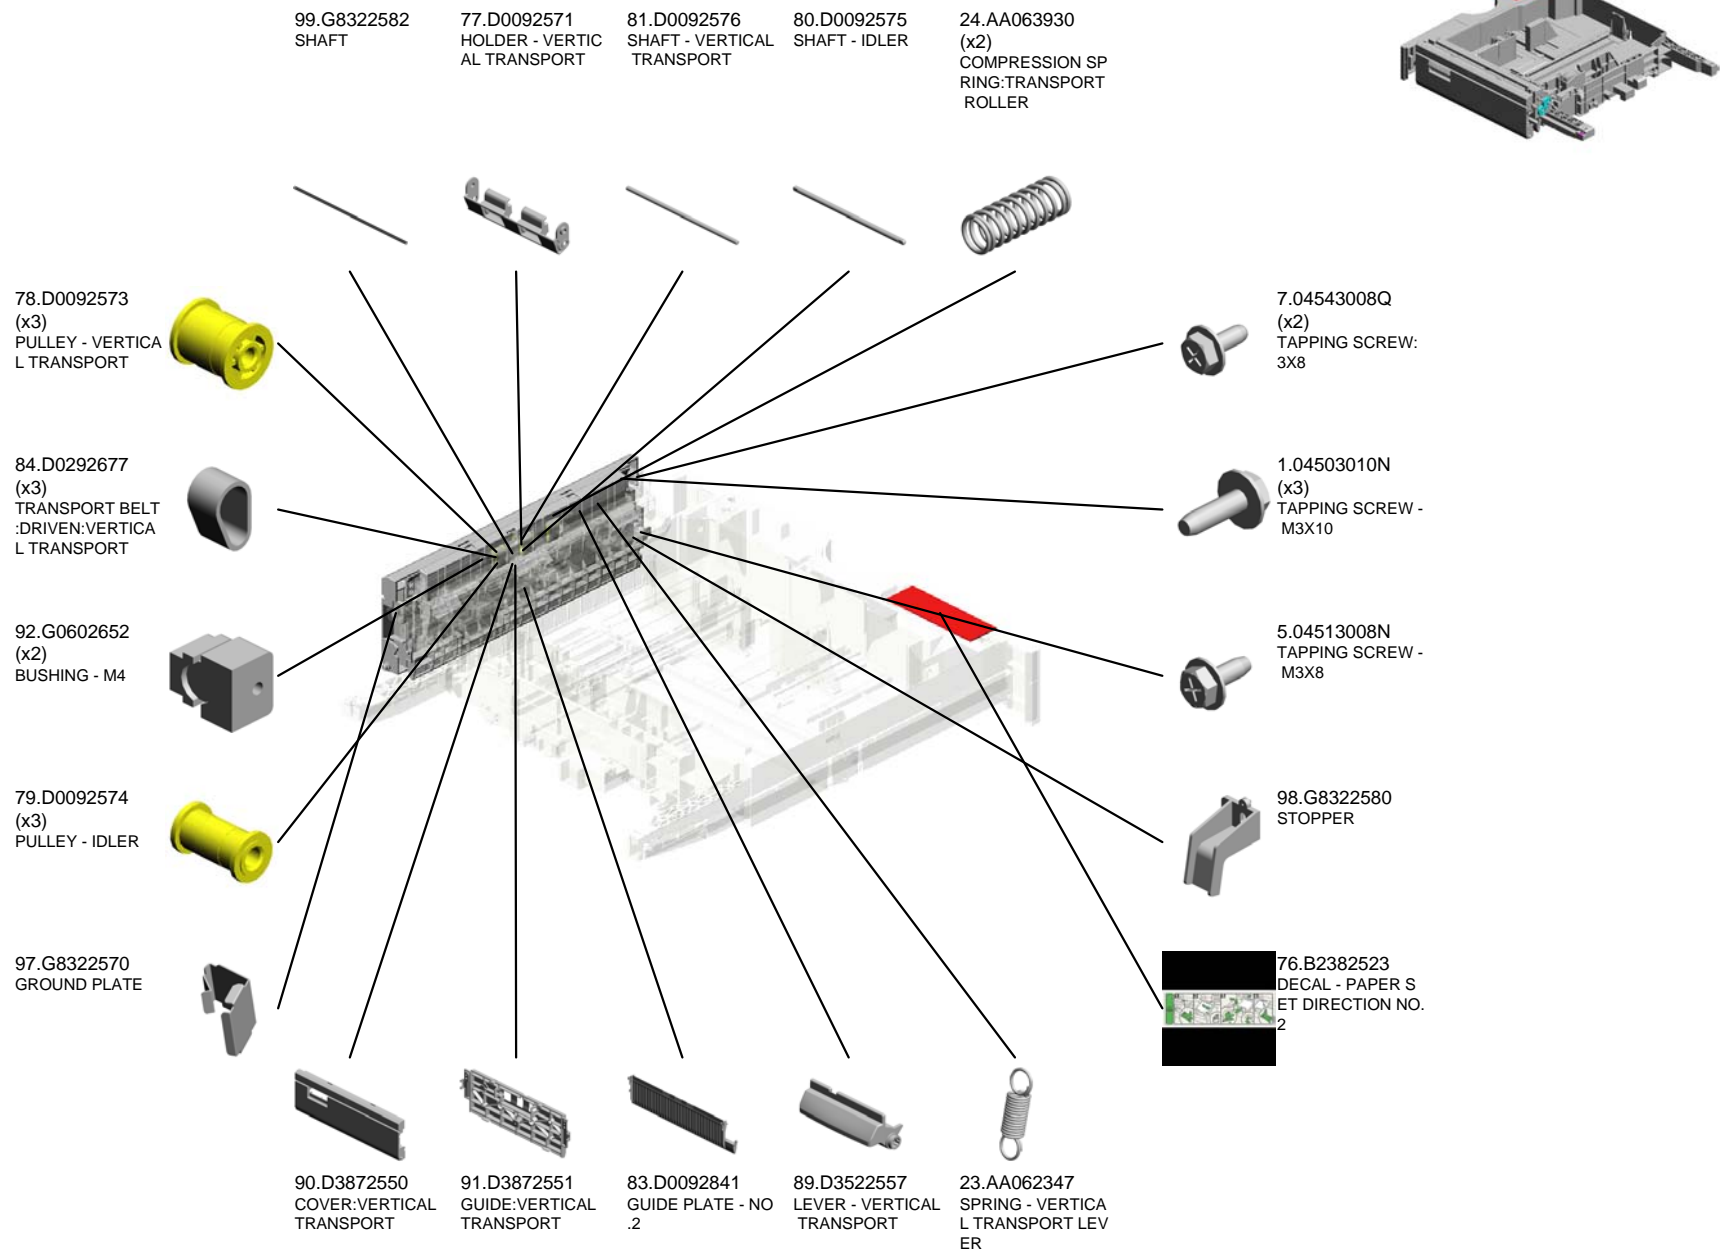 99.G8322582
SHAFT
77.D0092571
HOLDER - VERTIC
AL TRANSPORT
81.D0092576
SHAFT - VERTICAL
TRANSPORT
80.D0092575
SHAFT - IDLER
24.AA063930
(x2)
COMPRESSION SP
RING:TRANSPORT
ROLLER
78.D0092573
(x3)
PULLEY - VERTICA
L TRANSPORT
84.D0292677
(x3)
TRANSPORT BELT
:DRIVEN:VERTICA
L TRANSPORT
92.G0602652
(x2)
BUSHING - M4
79.D0092574
(x3)
PULLEY - IDLER
97.G8322570
GROUND PLATE
7.04543008Q
(x2)
TAPPING SCREW:
3X8
1.04503010N
(x3)
TAPPING SCREW -
M3X10
5.04513008N
TAPPING SCREW -
M3X8
98.G8322580
STOPPER
76.B2382523
DECAL - PAPER S
ET DIRECTION NO.
2
90.D3872550
COVER:VERTICAL
TRANSPORT
91.D3872551
GUIDE:VERTICAL
TRANSPORT
83.D0092841
GUIDE PLATE - NO
.2
89.D3522557
LEVER - VERTICAL
TRANSPORT
23.AA062347
SPRING - VERTICA
L TRANSPORT LEV
ER